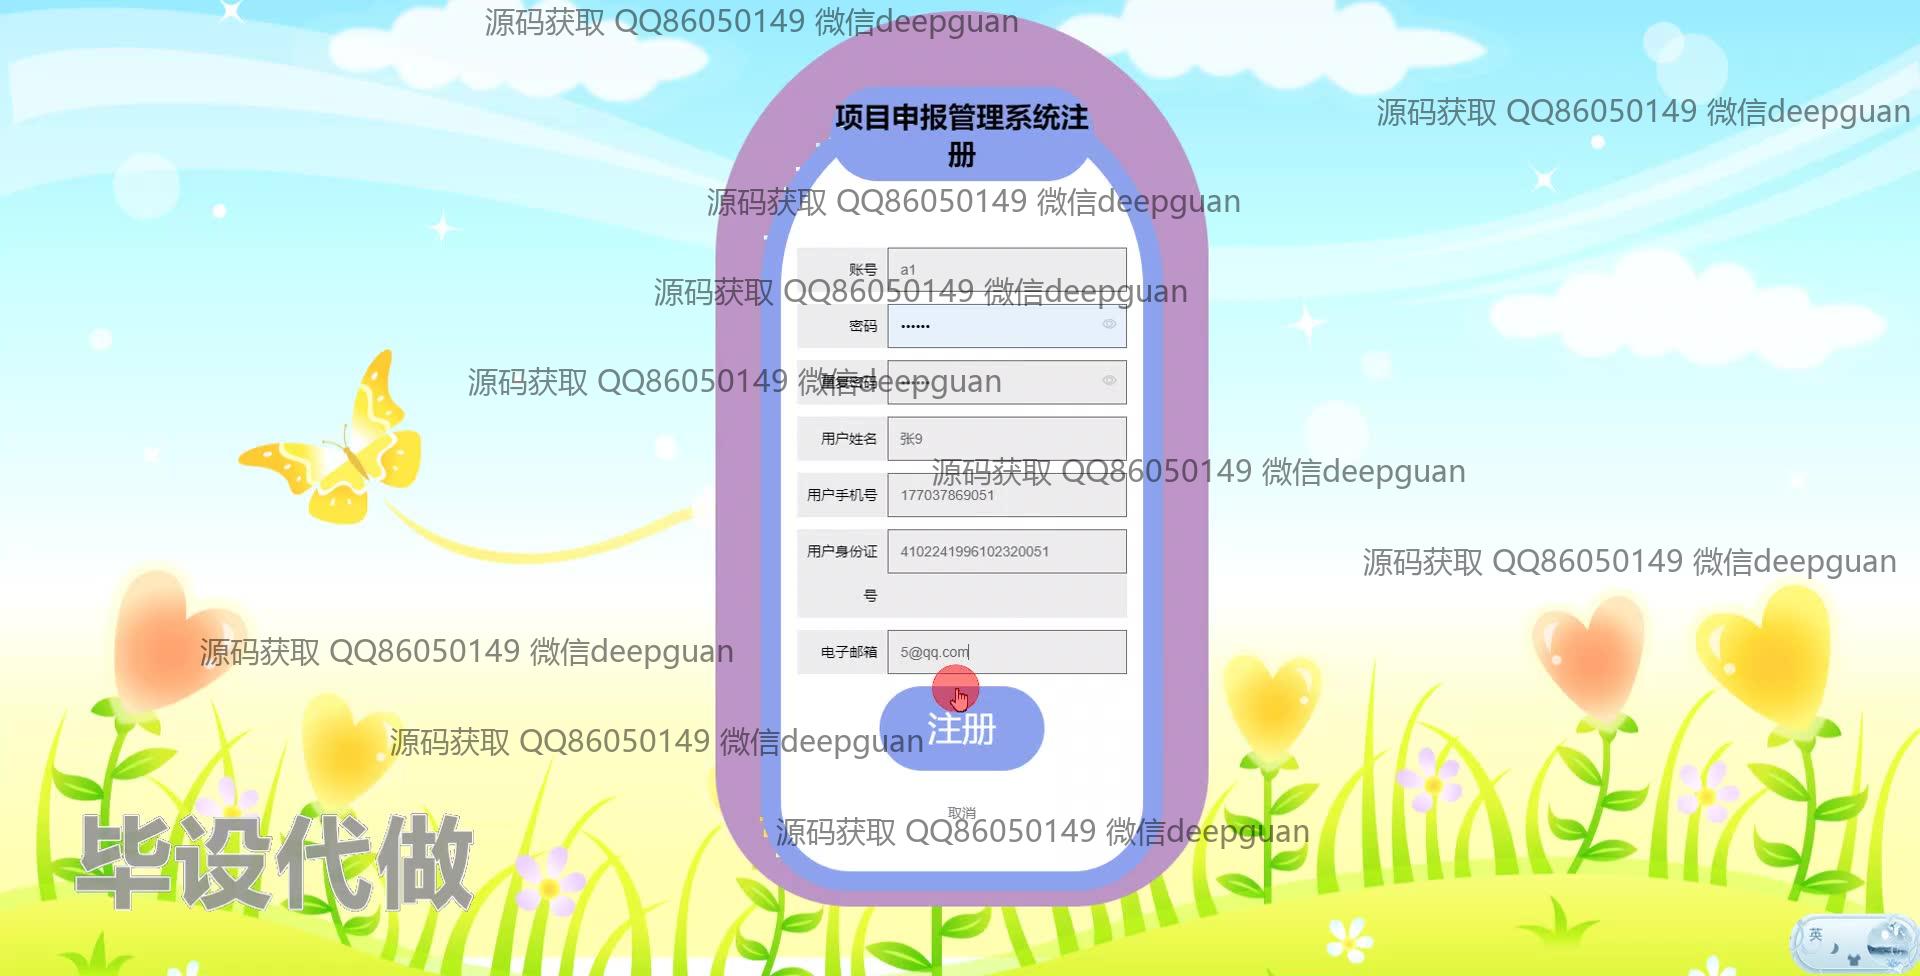 源码获取 QQ86050149 微信deepguan
源码获取 QQ86050149 微信deepguan
项目申报管理系统注
册
源码获取 QQ86050149 微信deepguan
账号 a1
源码获取 QQ86050149 微信deepguan
密码 ••••••
源码获取 QQ86050149 微信deepguan
重复密码 ••••••
用户姓名 张9
源码获取 QQ86050149 微信deepguan
用户手机号 177037869051
用户身份证 4102241996102320051
号
源码获取 QQ86050149 微信deepguan
电子邮箱 5@qq.com
源码获取 QQ86050149 微信deepguan
注册
源码获取 QQ86050149 微信deepguan
取消
源码获取 QQ86050149 微信deepguan
毕设代做
英